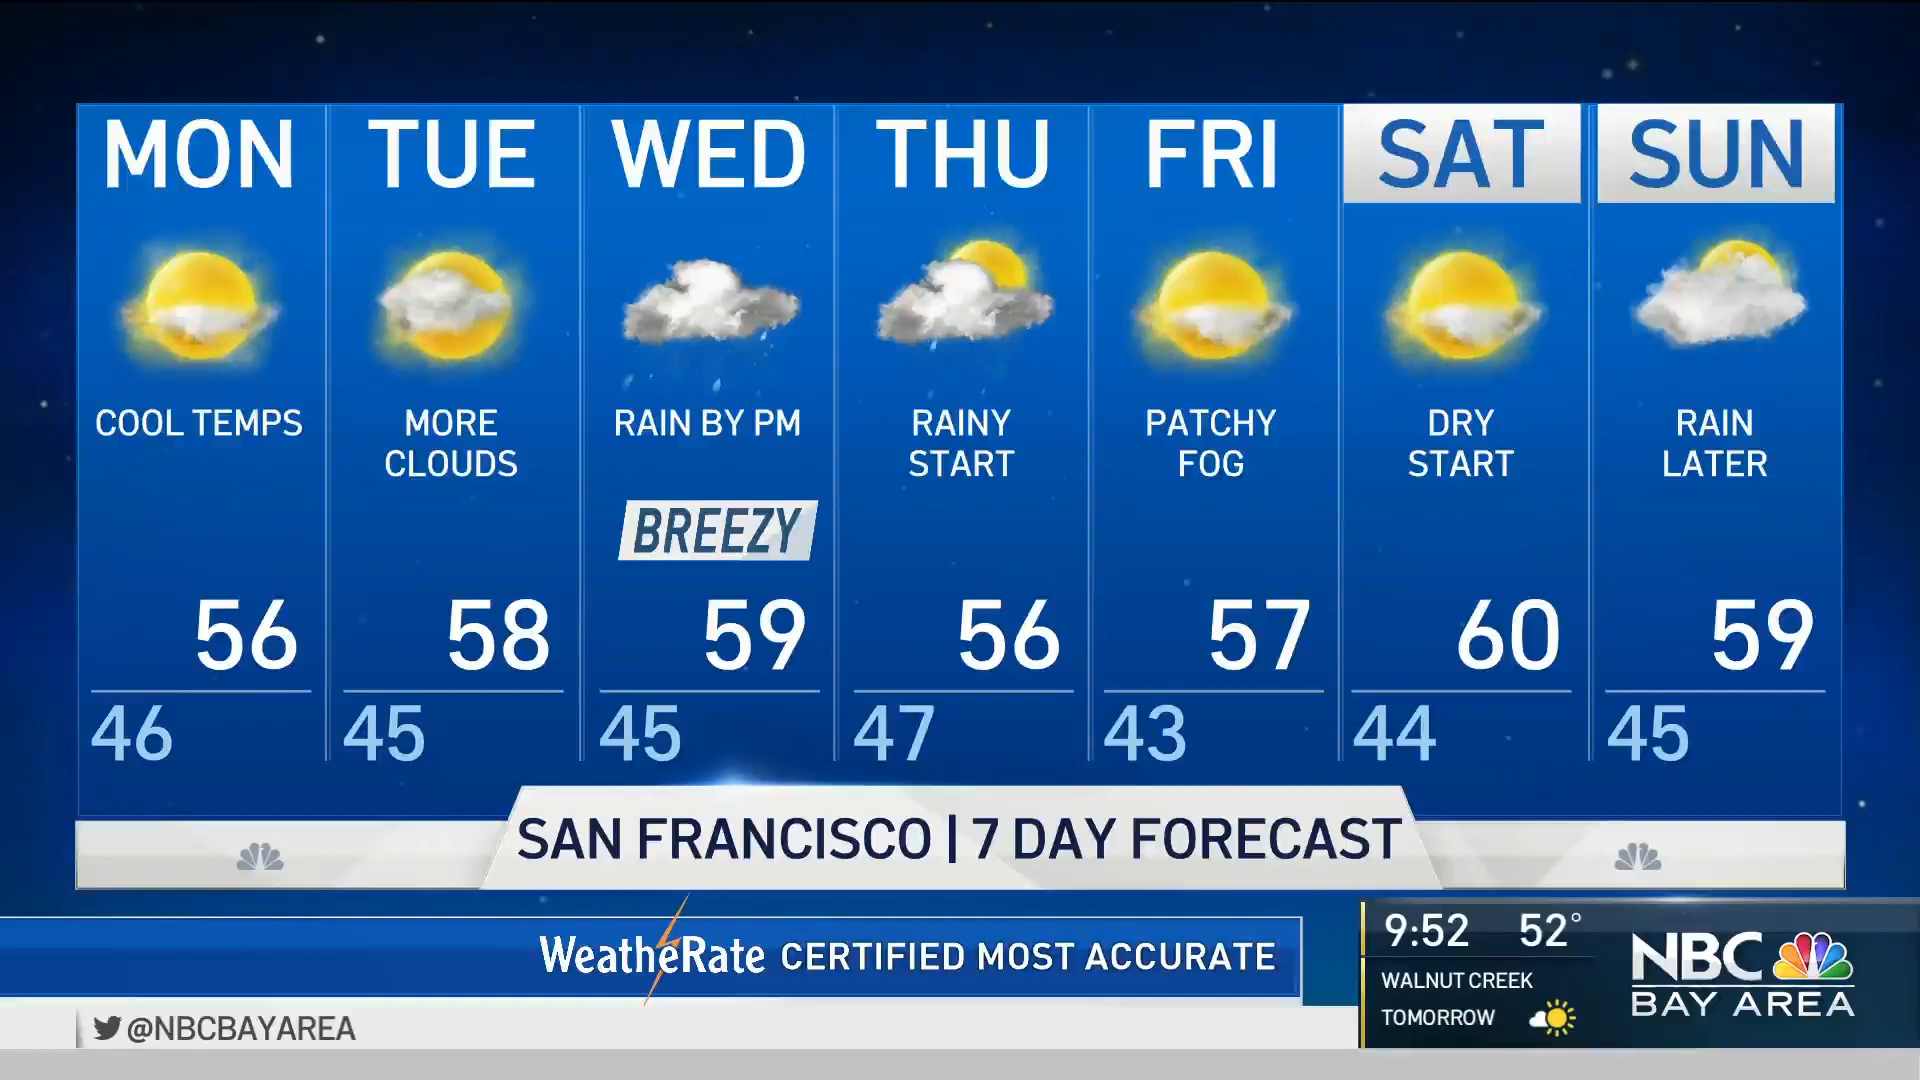 MON TUE WED THU FRI SAT SUN
COOL TEMPS
MORE
CLOUDS
RAIN BY PM
BREEZY
RAINY
START
PATCHY
FOG
DRY
START
RAIN
LATER
56 58 59 56 57 60 59
46 45 45 47 43 44 45
SAN FRANCISCO | 7 DAY FORECAST
WeatheRate CERTIFIED MOST ACCURATE
@NBCBAYAREA
9:52 52°
WALNUT CREEK
TOMORROW
NBC
BAY AREA